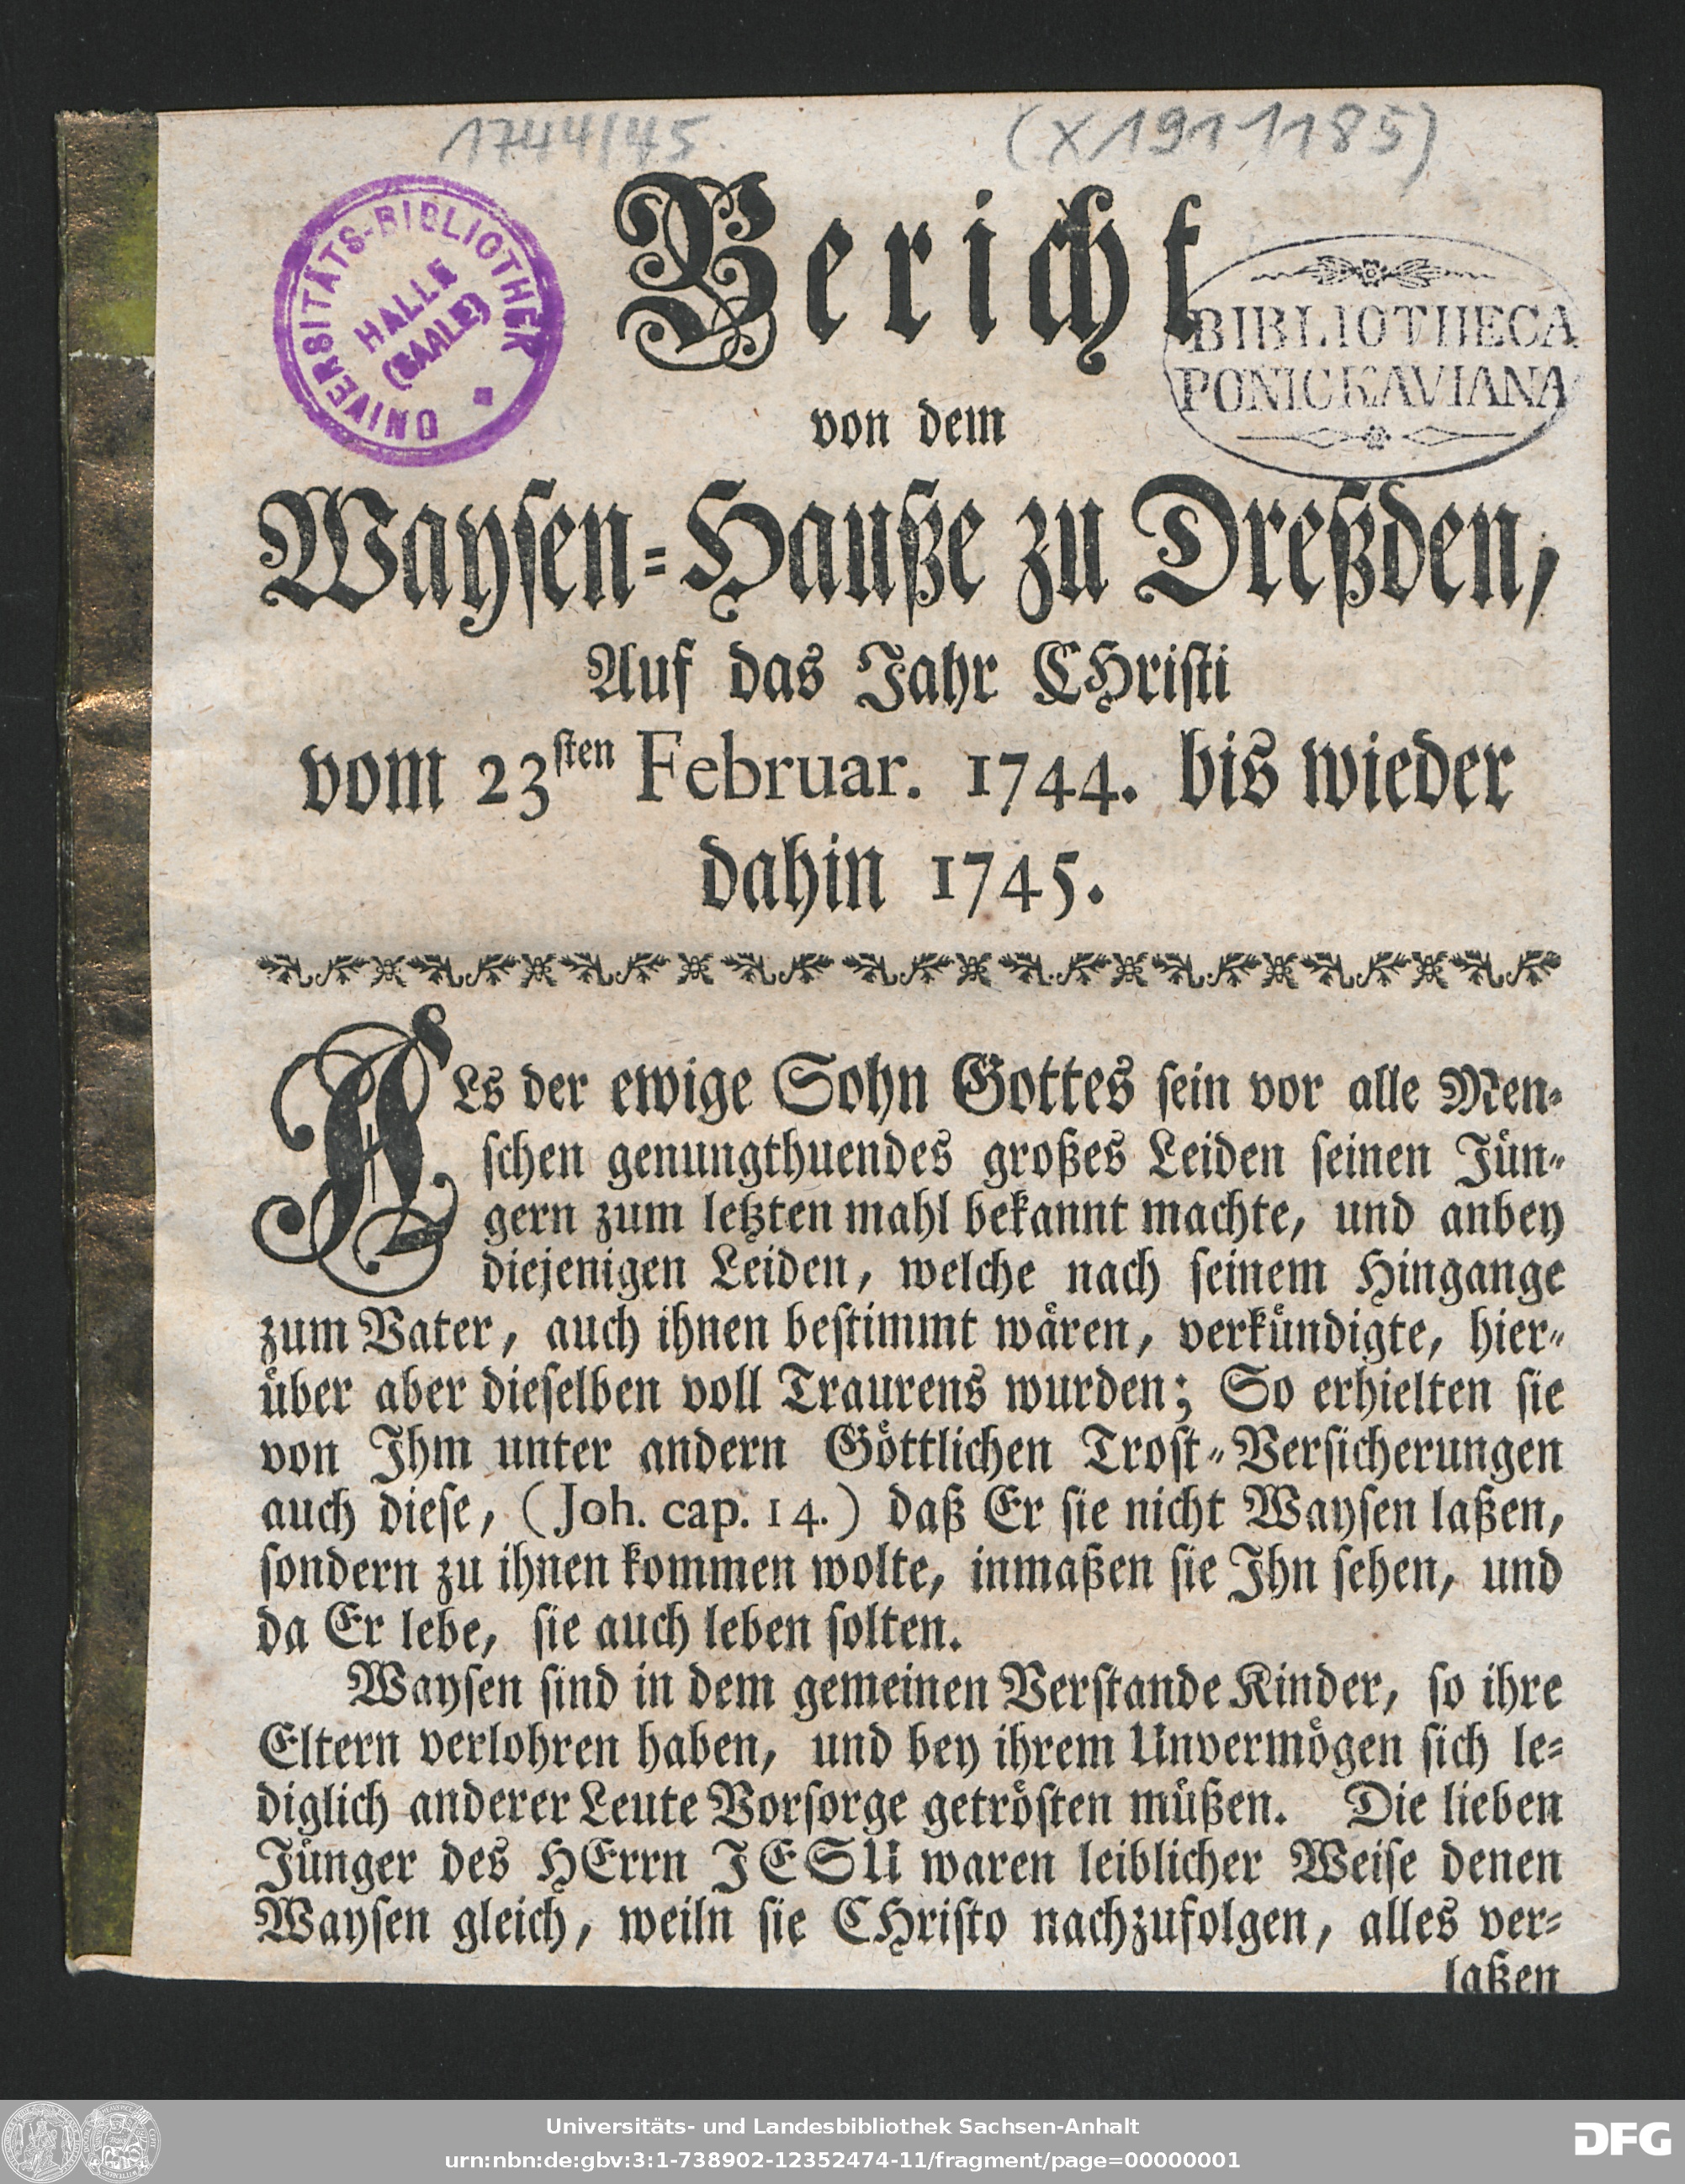 1744/45.
(X1911185)
UNIVERSITÄTS-BIBLIOTHEK
HALLE
(SAALE)
Bericht
BIBLIOTHECA
PONICKAVIANA
von dem
Waysen-Hauße zu Dreßden,
Auf das Jahr CHristi
vom 23sten Februar. 1744. bis wieder
dahin 1745.
ALs der ewige Sohn Gottes sein vor alle Men-
schen genungthuendes großes Leiden seinen Jün-
gern zum letzten mahl bekannt machte, und anbey
diejenigen Leiden, welche nach seinem Hingange
zum Vater, auch ihnen bestimmt wären, verkündigte, hier-
über aber dieselben voll Traurens wurden; So erhielten sie
von Ihm unter andern Göttlichen Trost-Versicherungen
auch diese, (Joh. cap. 14.) daß Er sie nicht Waysen laßen,
sondern zu ihnen kommen wolte, inmaßen sie Ihn sehen, und
da Er lebe, sie auch leben solten.
Waysen sind in dem gemeinen Verstande Kinder, so ihre
Eltern verlohren haben, und bey ihrem Unvermögen sich le-
diglich anderer Leute Vorsorge getrösten müßen. Die lieben
Jünger des HErrn JESU waren leiblicher Weise denen
Waysen gleich, weiln sie CHristo nachzufolgen, alles ver-
laßen
Universitäts- und Landesbibliothek Sachsen-Anhalt
urn:nbn:de:gbv:3:1-738902-12352474-11/fragment/page=00000001
DFG